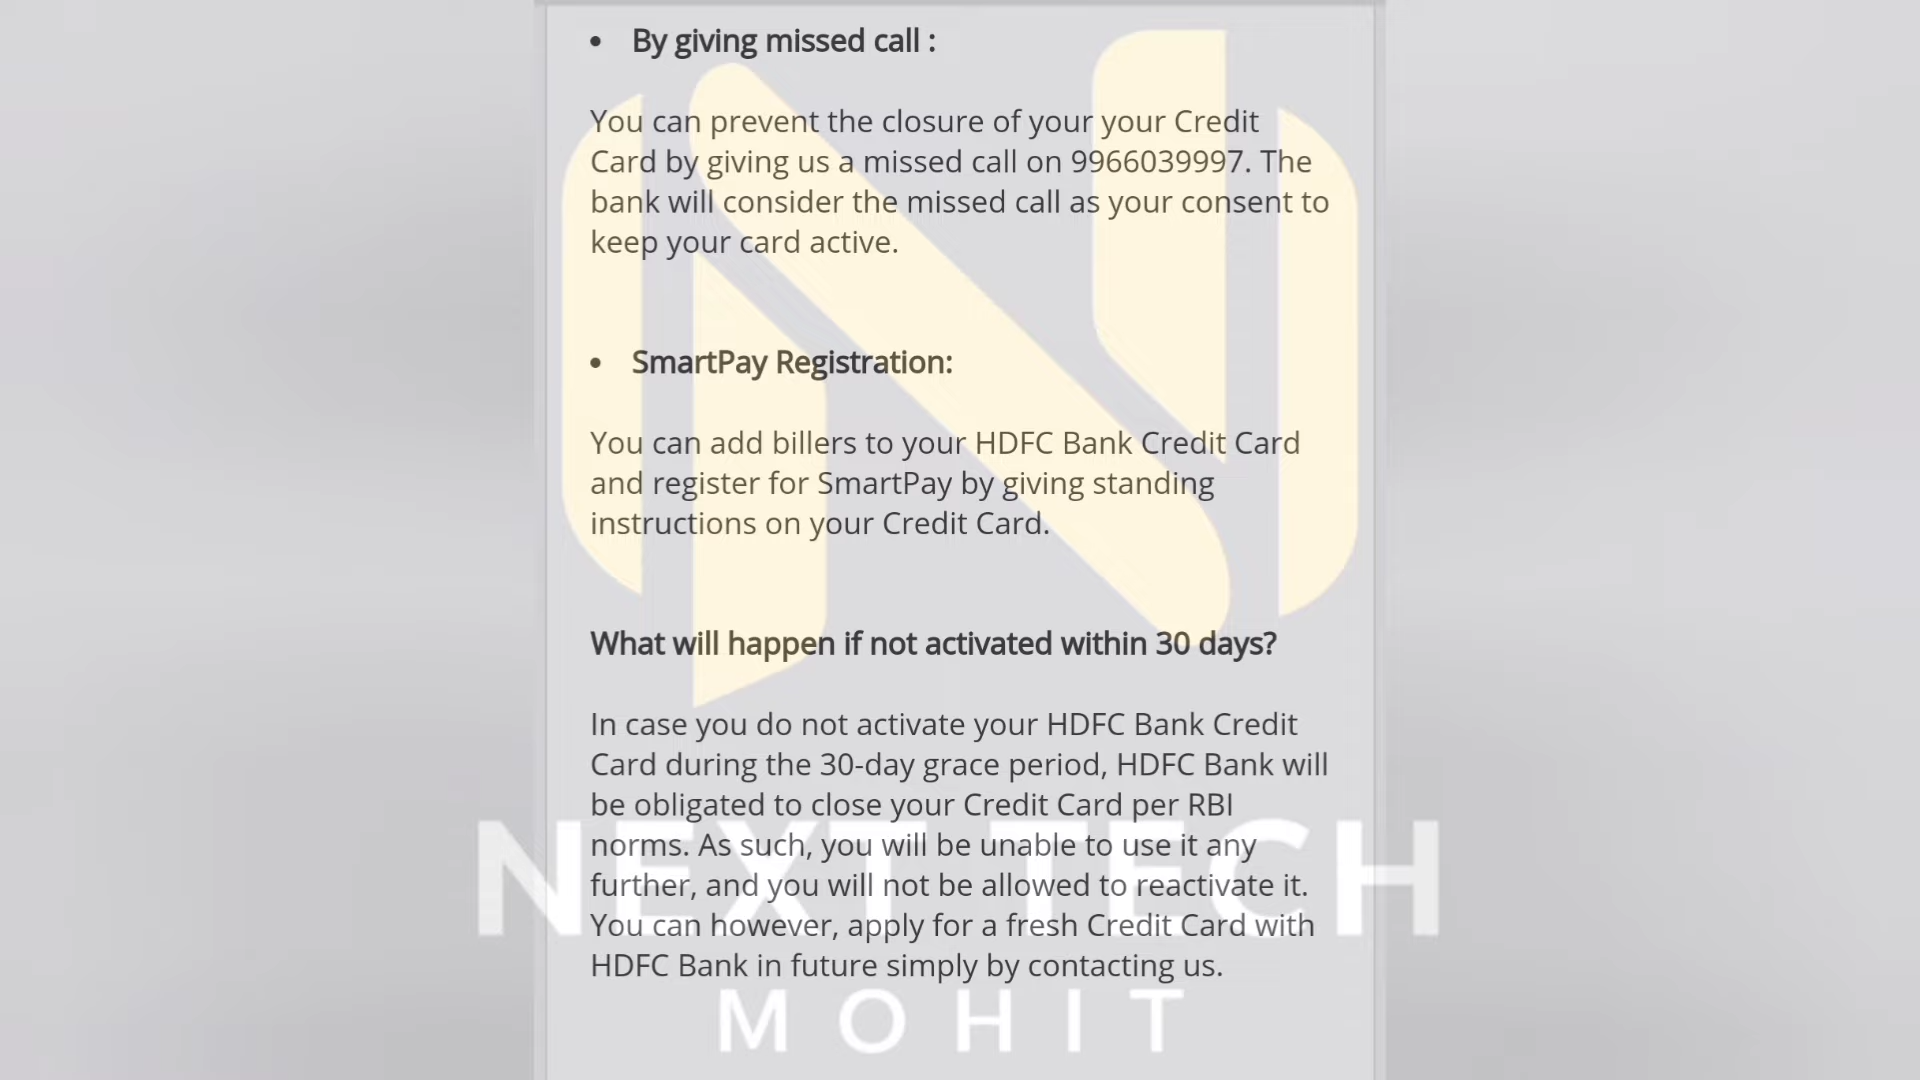 • By giving missed call :
You can prevent the closure of your your Credit
Card by giving us a missed call on 9966039997. The
bank will consider the missed call as your consent to
keep your card active.
• SmartPay Registration:
You can add billers to your HDFC Bank Credit Card
and register for SmartPay by giving standing
instructions on your Credit Card.
What will happen if not activated within 30 days?
In case you do not activate your HDFC Bank Credit
Card during the 30-day grace period, HDFC Bank will
be obligated to close your Credit Card per RBI
norms. As such, you will be unable to use it any
further, and you will not be allowed to reactivate it.
You can however, apply for a fresh Credit Card with
HDFC Bank in future simply by contacting us.
NEXT TECH
MOHIT